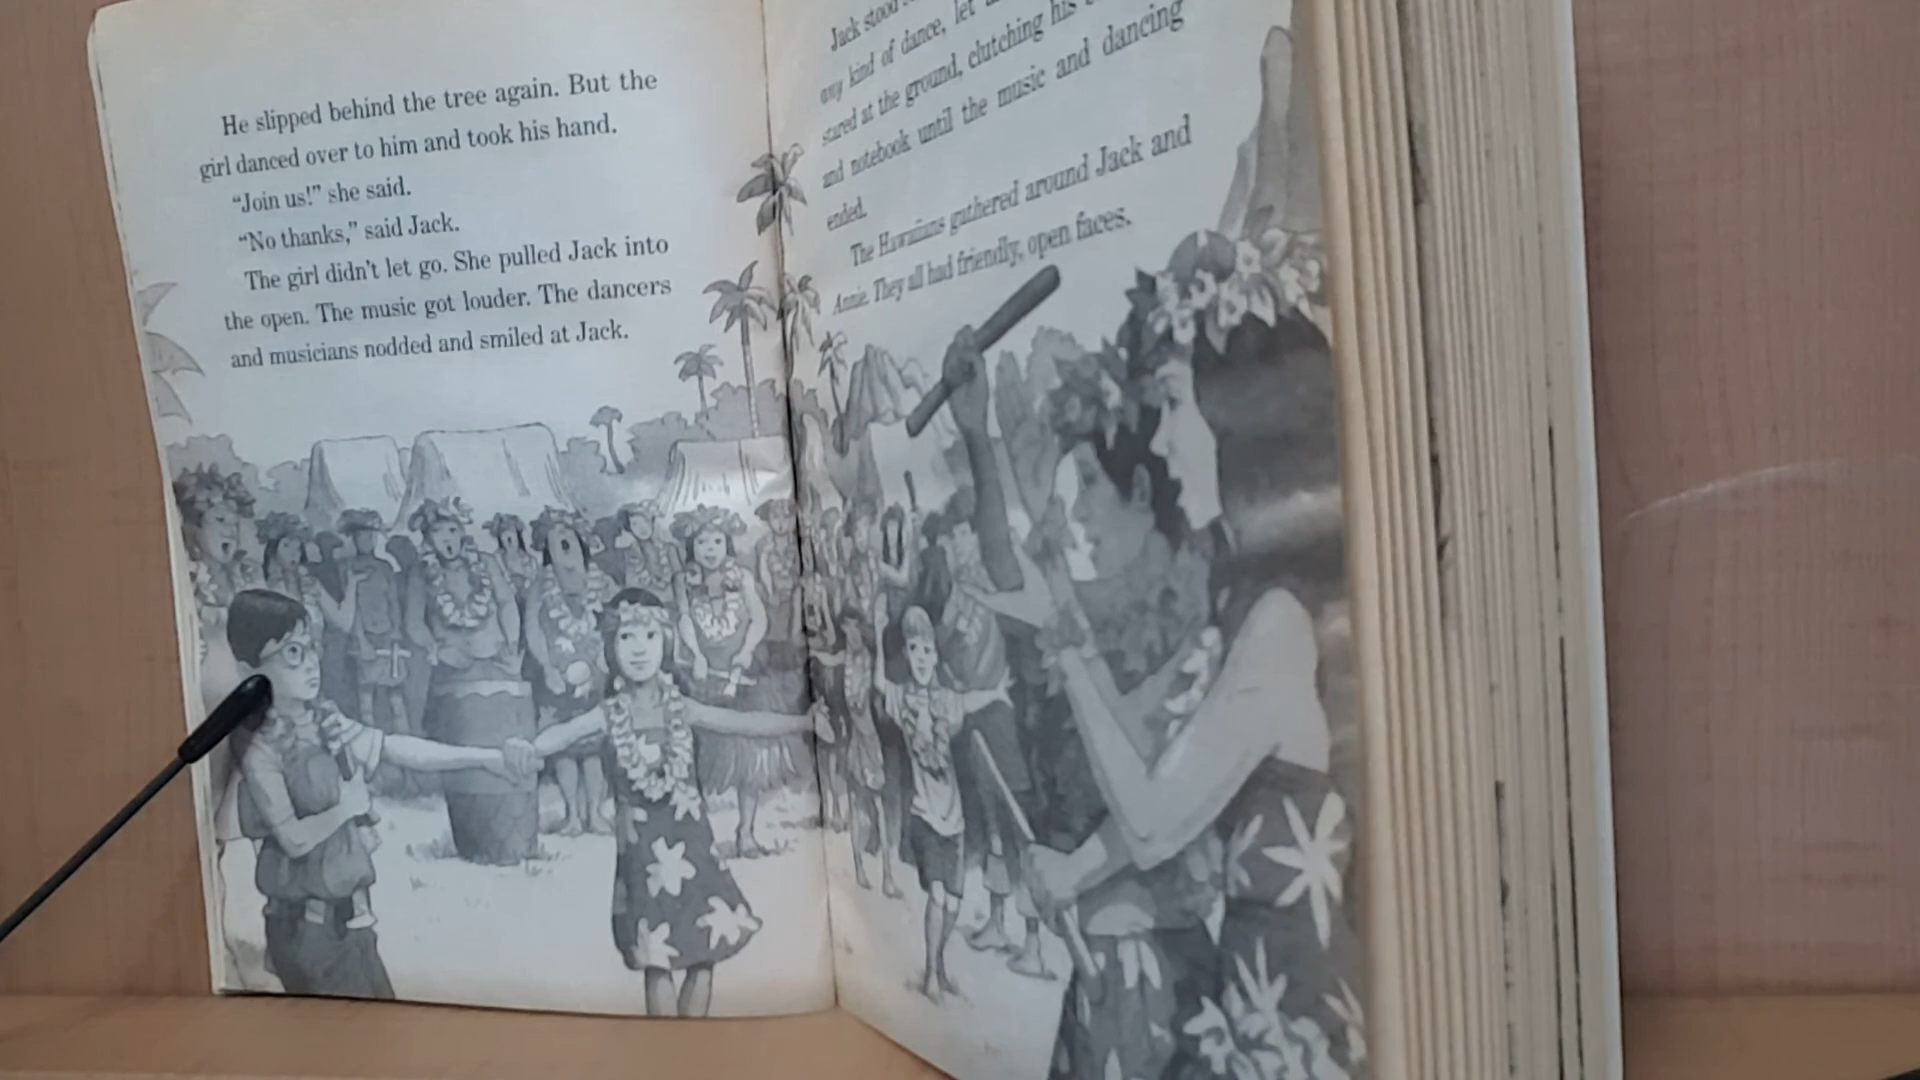 He slipped behind the tree again. But the
girl danced over to him and took his hand.
“Join us!” she said.
“No thanks,” said Jack.
The girl didn’t let go. She pulled Jack into
the open. The music got louder. The dancers
and musicians nodded and smiled at Jack.
Jack stood
any kind of dance, let
stared at the ground, clutching his
and notebook until the music and dancing
ended.
The Hawaiians gathered around Jack and
Annie. They all had friendly, open faces.